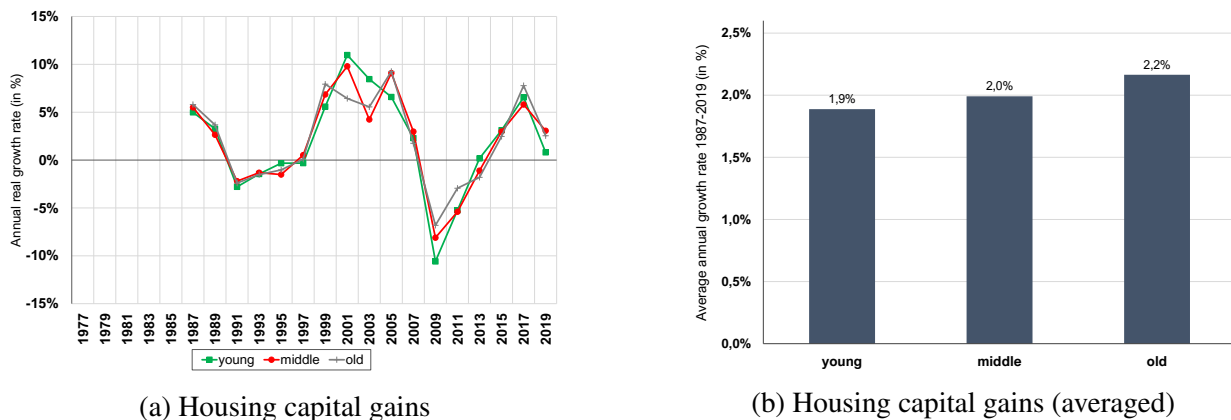 Annual real growth rate (in %)
15%
10%
5%
0%
-5%
-10%
-15%
1977 1979 1981 1983 1985 1987 1989 1991 1993 1995 1997 1999 2001 2003 2005 2007 2009 2011 2013 2015 2017 2019
young middle old
(a) Housing capital gains
Average annual growth rate 1987-2019 (in %)
2,5%
2,0%
1,5%
1,0%
0,5%
0,0%
1,9% 2,0% 2,2%
young middle old
(b) Housing capital gains (averaged)